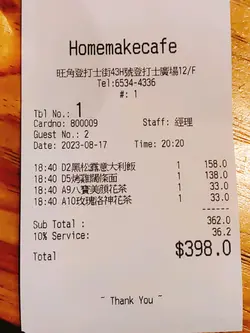 Homemakecafe
旺角登打士街43H號登打士廣場12/F
Tel:6534-4336
#: 1
Tbl No.: 1
Cardno: 800009 Staff: 經理
Guest No.: 2
Date: 2023-08-17 Time: 20:20
18:40 D2黑松露意大利飯 1 158.0
18:40 D5烤雞闊條面 1 138.0
18:40 A9八寶美顔花茶 1 33.0
18:40 A10玫瑰洛神花茶 1 33.0
Sub Total : 362.0
10% Service: 36.2
Total $398.0
~ Thank You ~